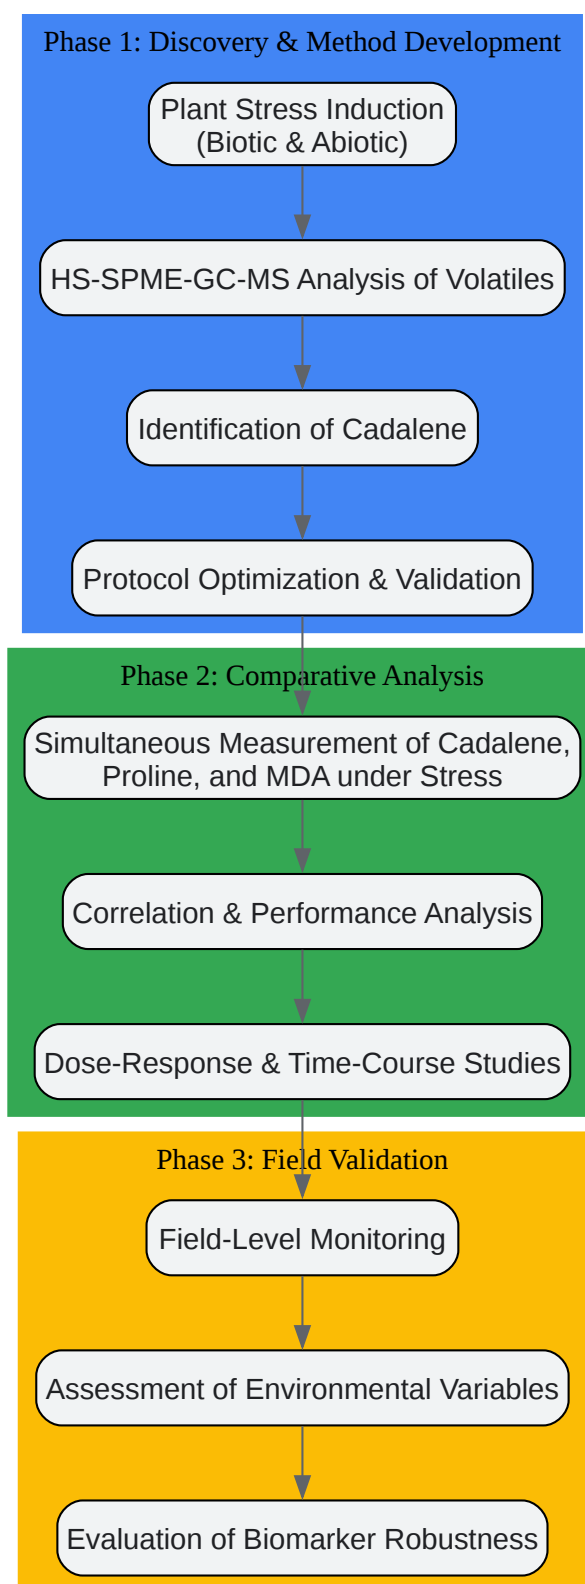 Phase 1: Discovery & Method Development
Plant Stress Induction
(Biotic & Abiotic)
HS-SPME-GC-MS Analysis of Volatiles
Identification of Cadalene
Protocol Optimization & Validation
Phase 2: Comparative Analysis
Simultaneous Measurement of Cadalene,
Proline, and MDA under Stress
Correlation & Performance Analysis
Dose-Response & Time-Course Studies
Phase 3: Field Validation
Field-Level Monitoring
Assessment of Environmental Variables
Evaluation of Biomarker Robustness